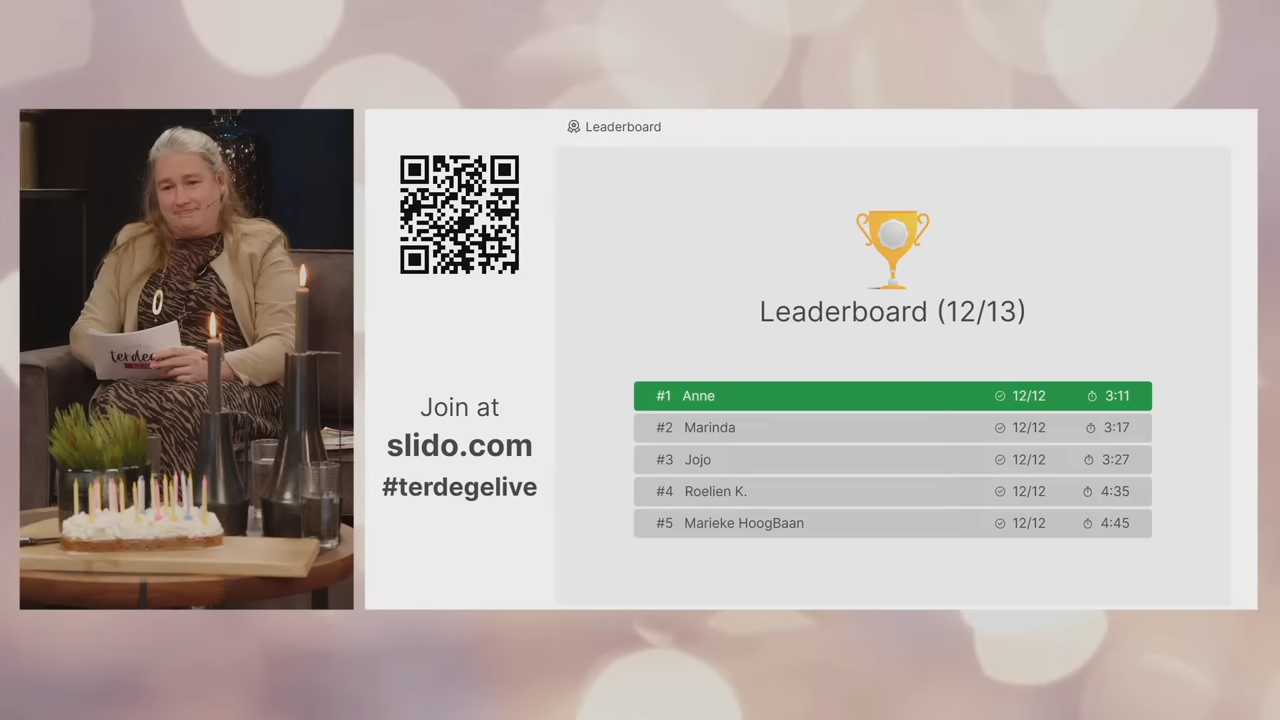 Leaderboard
Leaderboard (12/13)
#1 Anne 12/12 3:11
#2 Marinda 12/12 3:17
#3 Jojo 12/12 3:27
#4 Roelien K. 12/12 4:35
#5 Marieke HoogBaan 12/12 4:45
Join at
slido.com
#terdegelive